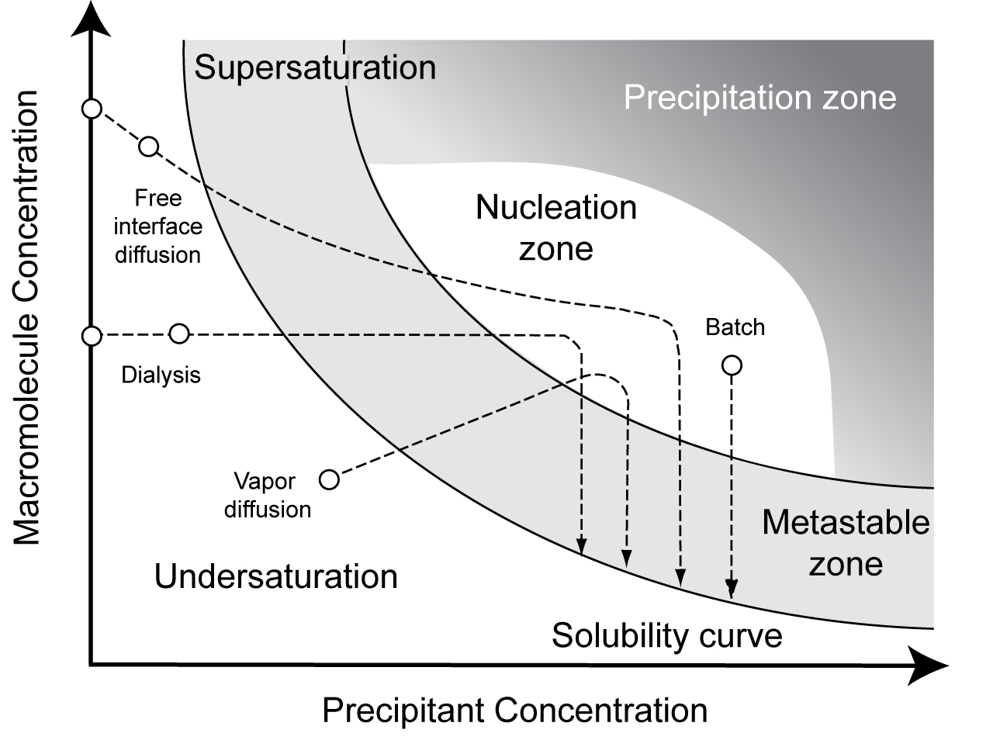 Supersaturation
Precipitation zone
Nucleation
zone
Free
interface
diffusion
Batch
Dialysis
Vapor
diffusion
Metastable
zone
Undersaturation
Solubility curve
Macromolecule Concentration
Precipitant Concentration